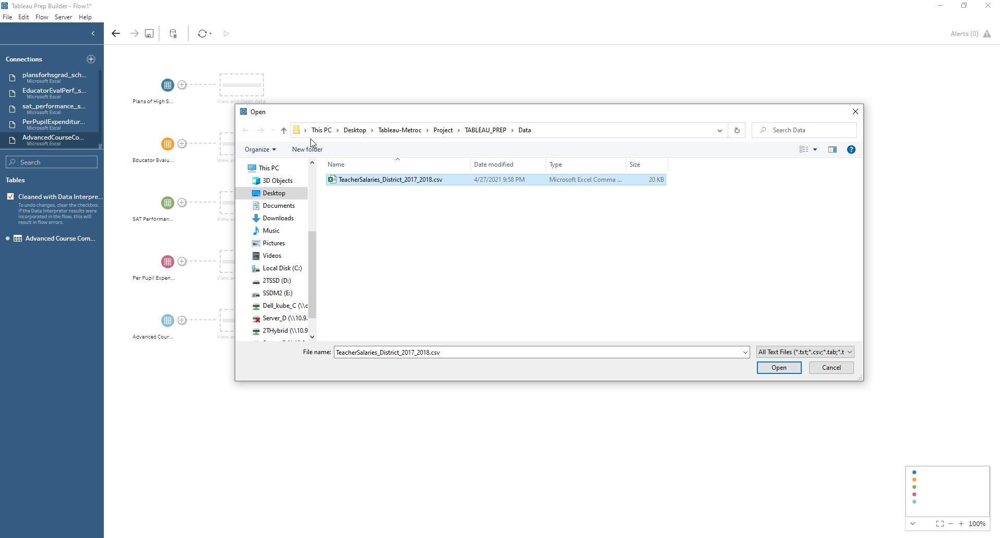 Tableau Prep Builder - Flow1*
File Edit Flow Server Help
Alerts (0)
Connections
plansforhsgrad_sch...
Microsoft Excel
EducatorEvalPerf_s...
Microsoft Excel
sat_performance_s...
Microsoft Excel
PerPupilExpenditur...
Microsoft Excel
AdvancedCourseCo...
Microsoft Excel
Search
Tables
Cleaned with Data Interpre...
To undo changes, clear the checkbox.
If the Data Interpreter results were
incorporated in the flow, this will
result in flow errors.
Advanced Course Com...
Plans of High S...
View and clean data
Educator Evalu...
View an
SAT Performan...
View an
Per Pupil Expen...
View an
Advanced Cour...
View an
Open
This PC > Desktop > Tableau-Metroc > Project > TABLEAU_PREP > Data
Search Data
Organize New folder
Name Date modified Type Size
TeacherSalaries_District_2017_2018.csv 4/27/2021 9:58 PM Microsoft Excel Comma ... 20 KB
This PC
3D Objects
Desktop
Documents
Downloads
Music
Pictures
Videos
Local Disk (C:)
2TSSD (D:)
SSDM2 (E:)
Dell_kube_C (\\d
Server_D (\\10.9.
2THybrid (\\10.9
File name: TeacherSalaries_District_2017_2018.csv All Text Files (*.txt;*.csv;*.tab;*.t
Open Cancel
100%